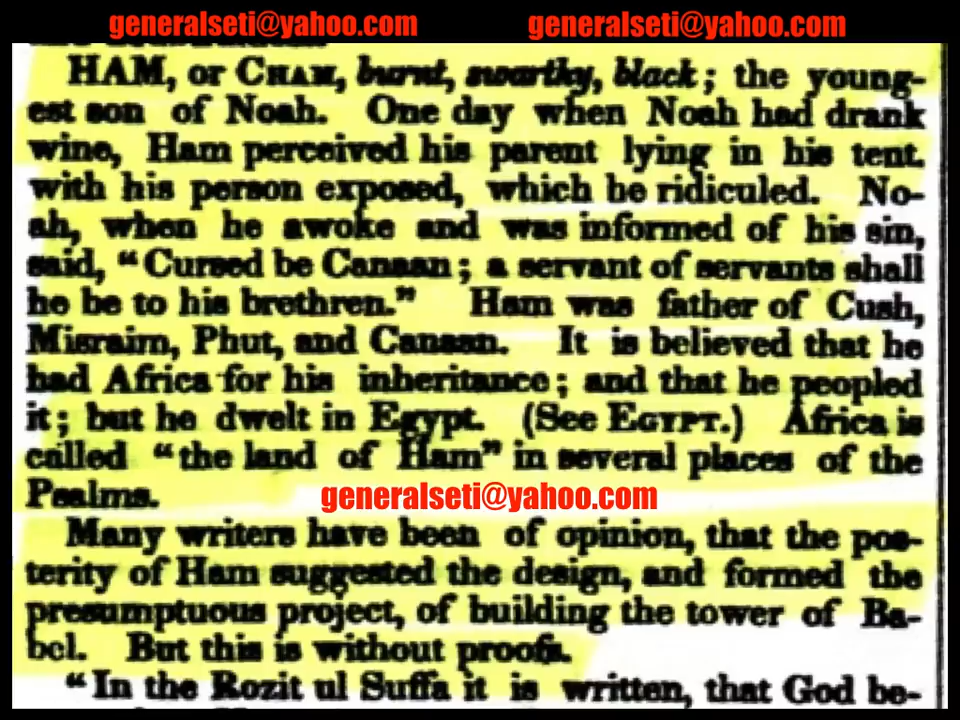 generalseti@yahoo.com generalseti@yahoo.com
HAM, or CHAM, burnt, swarthy, black; the young-
est son of Noah. One day when Noah had drank
wine, Ham perceived his parent lying in his tent
with his person exposed, which he ridiculed. No-
ah, when he awoke and was informed of his sin,
said, “Cursed be Canaan; a servant of servants shall
he be to his brethren.” Ham was father of Cush,
Misraim, Phut, and Canaan. It is believed that he
had Africa for his inheritance; and that he peopled
it; but he dwelt in Egypt. (See EGYPT.) Africa is
called “the land of Ham” in several places of the
Psalms.
generalseti@yahoo.com
Many writers have been of opinion, that the pos-
terity of Ham suggested the design, and formed the
presumptuous project, of building the tower of Ba-
bel. But this is without proofs.
“In the Rozit ul Suffa it is written, that God be-